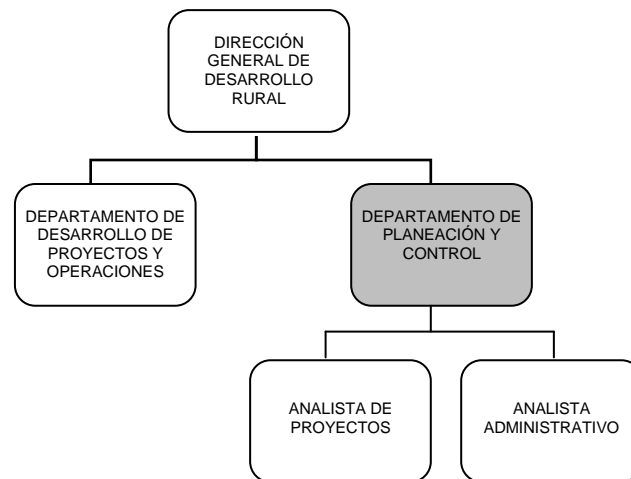 DIRECCIÓN
GENERAL DE
DESARROLLO
RURAL
DEPARTAMENTO DE
DESARROLLO DE
PROYECTOS Y
OPERACIONES
DEPARTAMENTO DE
PLANEACIÓN Y
CONTROL
ANALISTA DE
PROYECTOS
ANALISTA
ADMINISTRATIVO